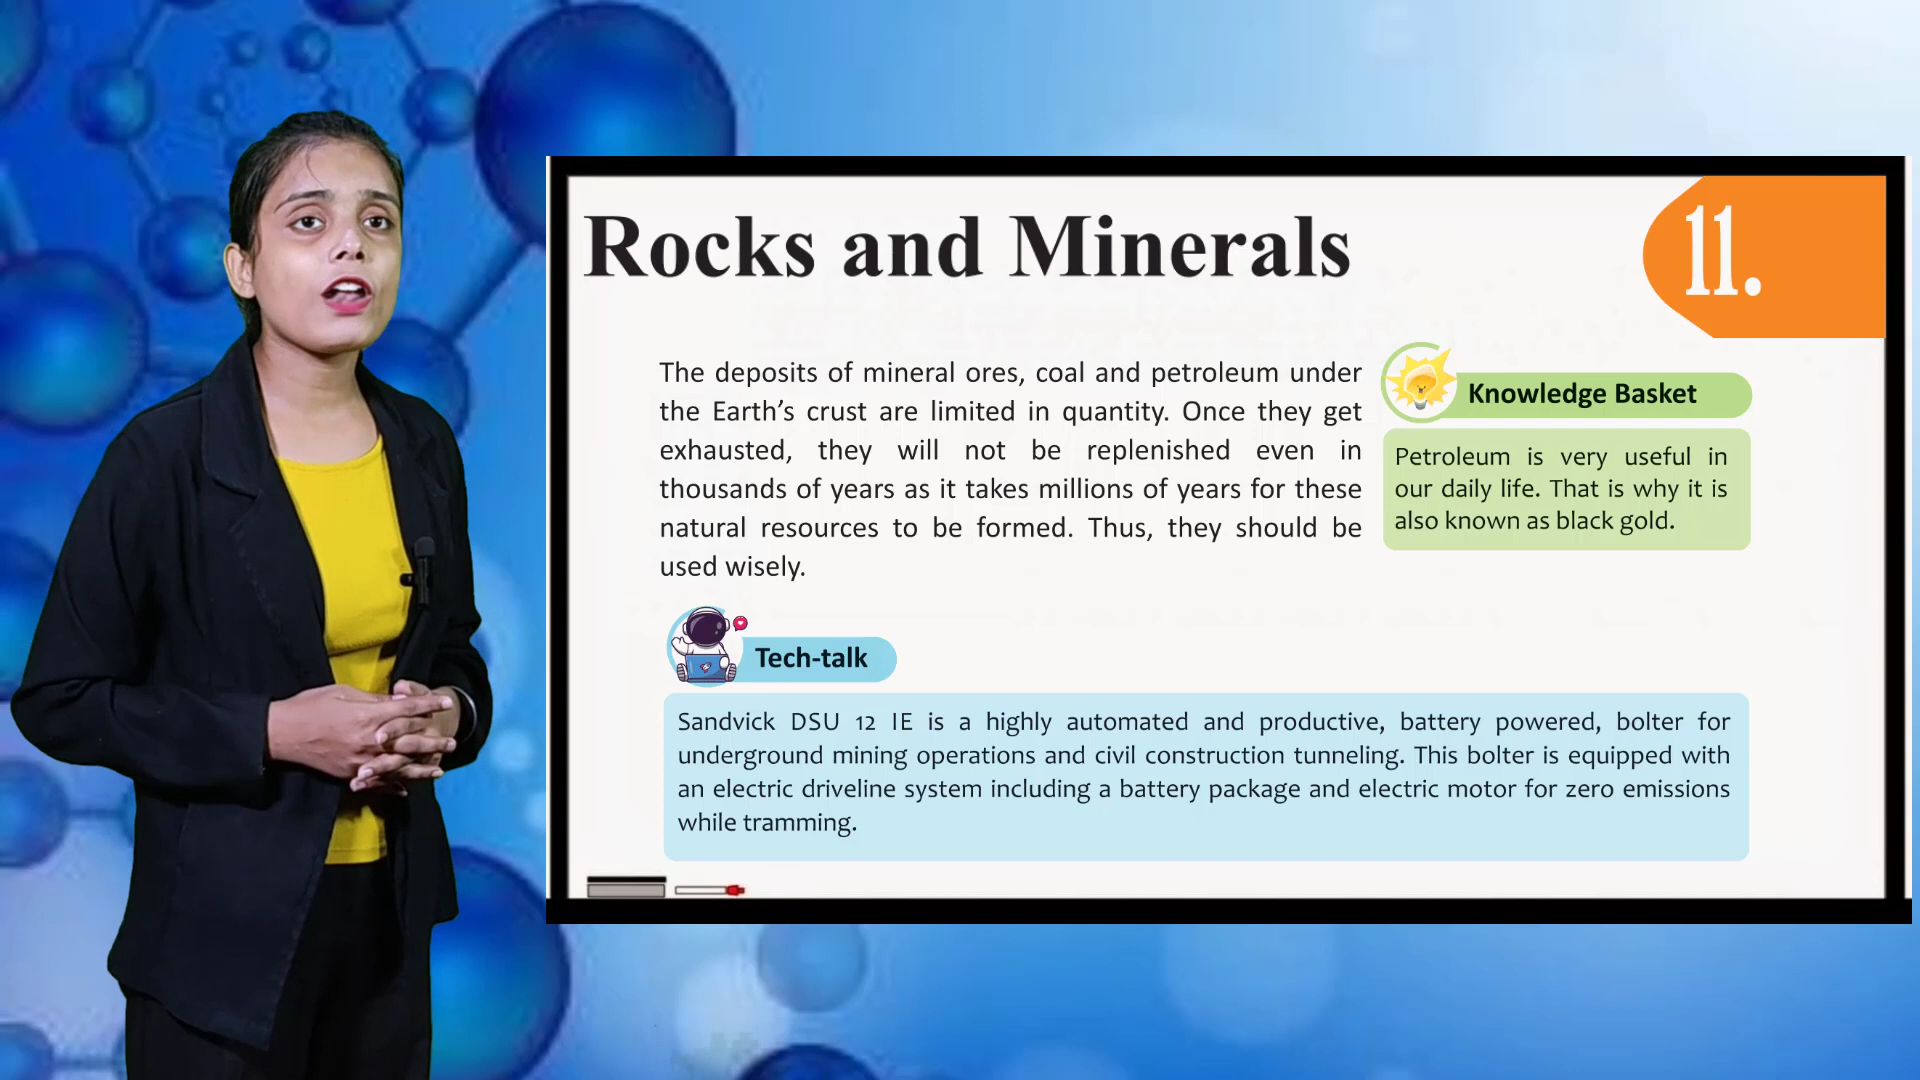 Rocks and Minerals
11.
The deposits of mineral ores, coal and petroleum under
the Earth’s crust are limited in quantity. Once they get
exhausted, they will not be replenished even in
thousands of years as it takes millions of years for these
natural resources to be formed. Thus, they should be
used wisely.
Knowledge Basket
Petroleum is very useful in
our daily life. That is why it is
also known as black gold.
Tech-talk
Sandvick DSU 12 IE is a highly automated and productive, battery powered, bolter for
underground mining operations and civil construction tunneling. This bolter is equipped with
an electric driveline system including a battery package and electric motor for zero emissions
while tramming.